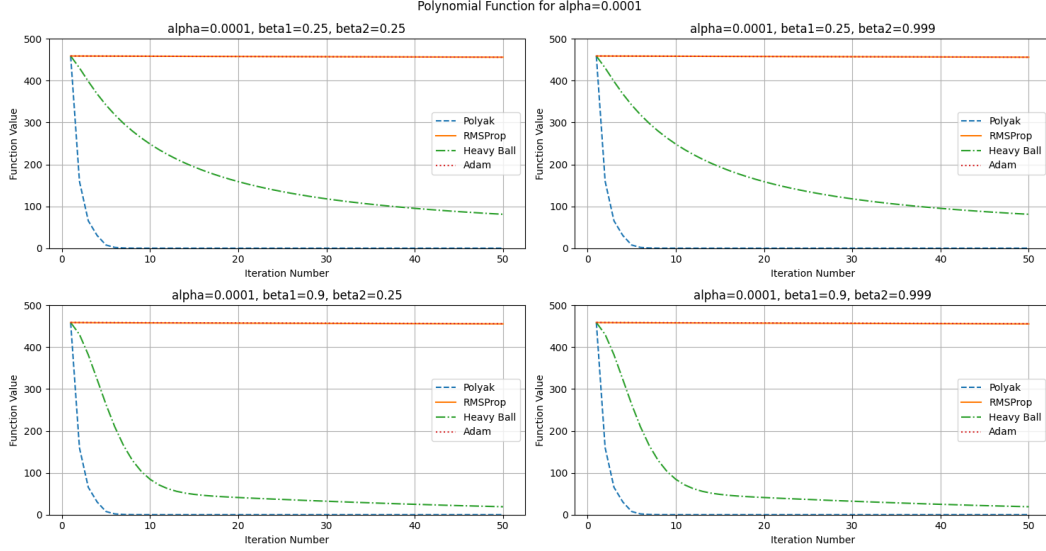 Polynomial Function for alpha=0.0001
alpha=0.0001, beta1=0.25, beta2=0.25
500
400
300
200
100
0
Function Value
Polyak
RMSProp
Heavy Ball
Adam
0 10 20 30 40 50
Iteration Number
alpha=0.0001, beta1=0.25, beta2=0.999
500
400
300
200
100
0
Function Value
Polyak
RMSProp
Heavy Ball
Adam
0 10 20 30 40 50
Iteration Number
alpha=0.0001, beta1=0.9, beta2=0.25
500
400
300
200
100
0
Function Value
Polyak
RMSProp
Heavy Ball
Adam
0 10 20 30 40 50
Iteration Number
alpha=0.0001, beta1=0.9, beta2=0.999
500
400
300
200
100
0
Function Value
Polyak
RMSProp
Heavy Ball
Adam
0 10 20 30 40 50
Iteration Number